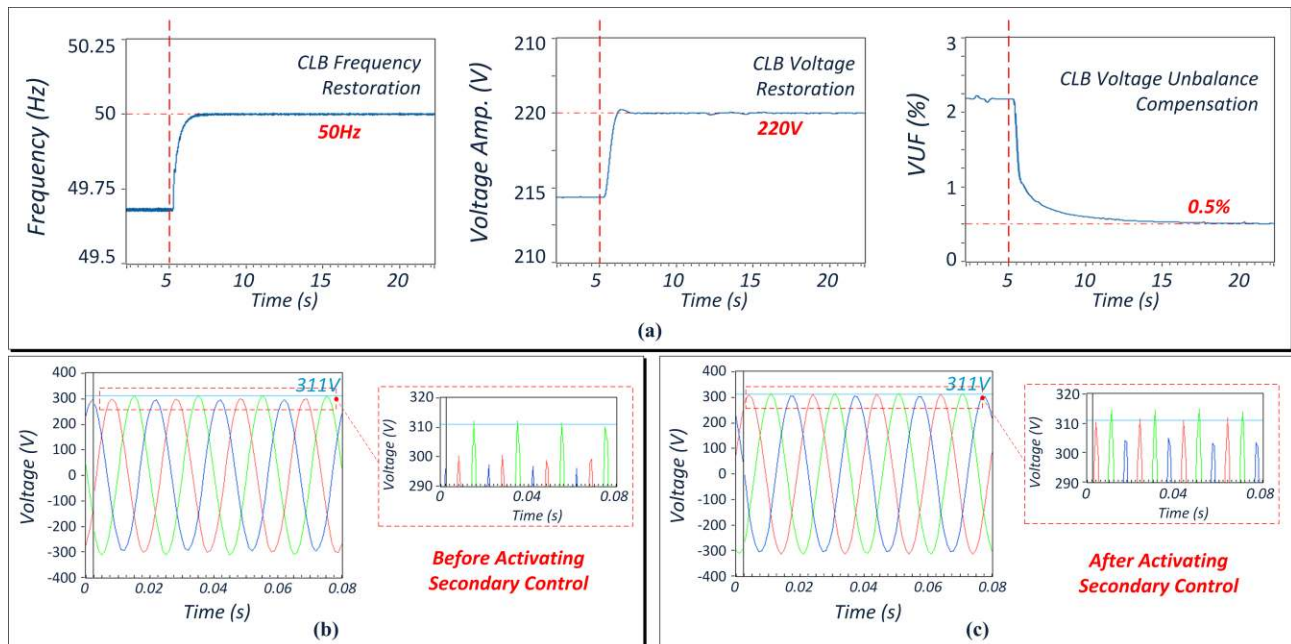 50.25
50
49.75
49.5
Frequency (Hz)
CLB Frequency
Restoration
50Hz
5 10 15 20
Time (s)
210
220
215
210
Voltage Amp. (V)
CLB Voltage
Restoration
220V
5 10 15 20
Time (s)
3
2
1
0
VUF (%)
CLB Voltage Unbalance
Compensation
0.5%
5 10 15 20
Time (s)
(a)
400
300
200
100
0
-100
-200
-300
-400
Voltage (V)
311V
0 0.02 0.04 0.06 0.08
Time (s)
320
310
300
290
Voltage (V)
0 0.04 0.08
Time (s)
Before Activating
Secondary Control
(b)
400
300
200
100
0
-100
-200
-300
-400
Voltage (V)
311V
0 0.02 0.04 0.06 0.08
Time (s)
320
310
300
290
Voltage (V)
0 0.04 0.08
Time (s)
After Activating
Secondary Control
(c)